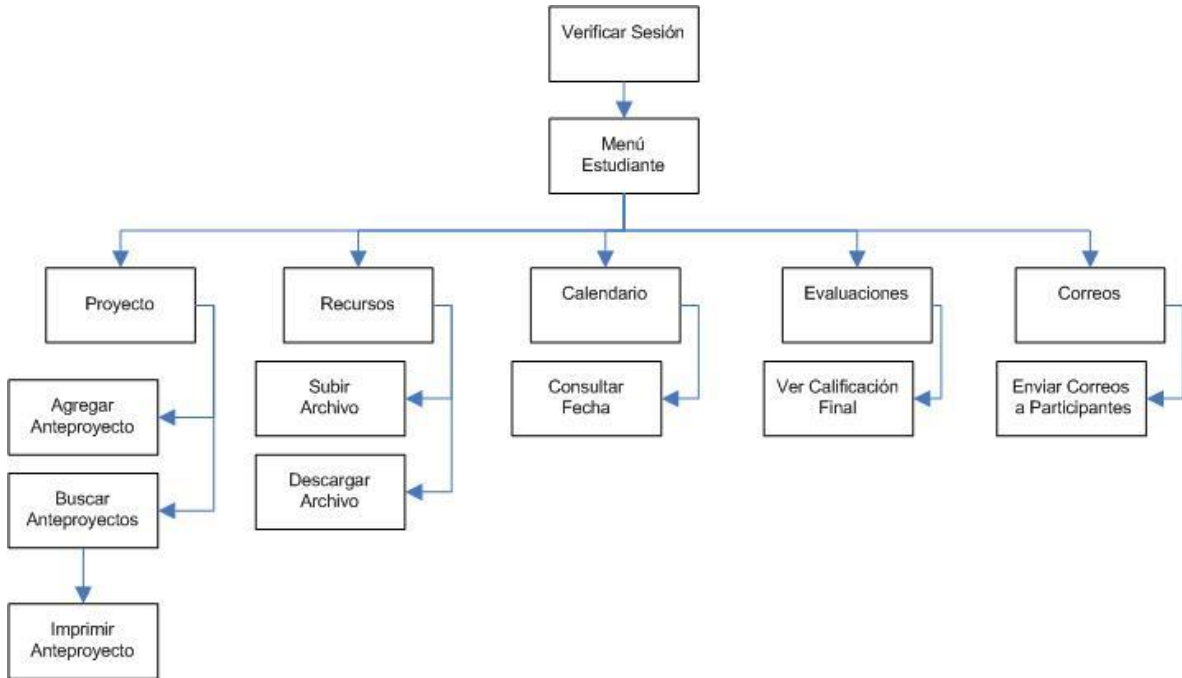 Verificar Sesión
Menú
Estudiante
Proyecto
Recursos
Calendario
Evaluaciones
Correos
Agregar
Anteproyecto
Subir
Archivo
Consultar
Fecha
Ver Calificación
Final
Enviar Correos
a Participantes
Buscar
Anteproyectos
Descargar
Archivo
Imprimir
Anteproyecto